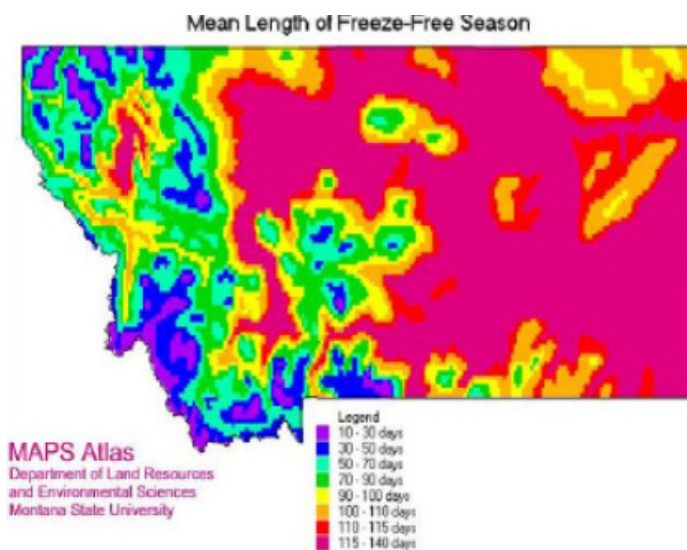 Mean Length of Freeze-Free Season
Legend
10 - 30 days
30 - 50 days
50 - 70 days
70 - 90 days
90 - 100 days
100 - 110 days
110 - 115 days
115 - 140 days
MAPS Atlas
Department of Land Resources
and Environmental Sciences
Montana State University